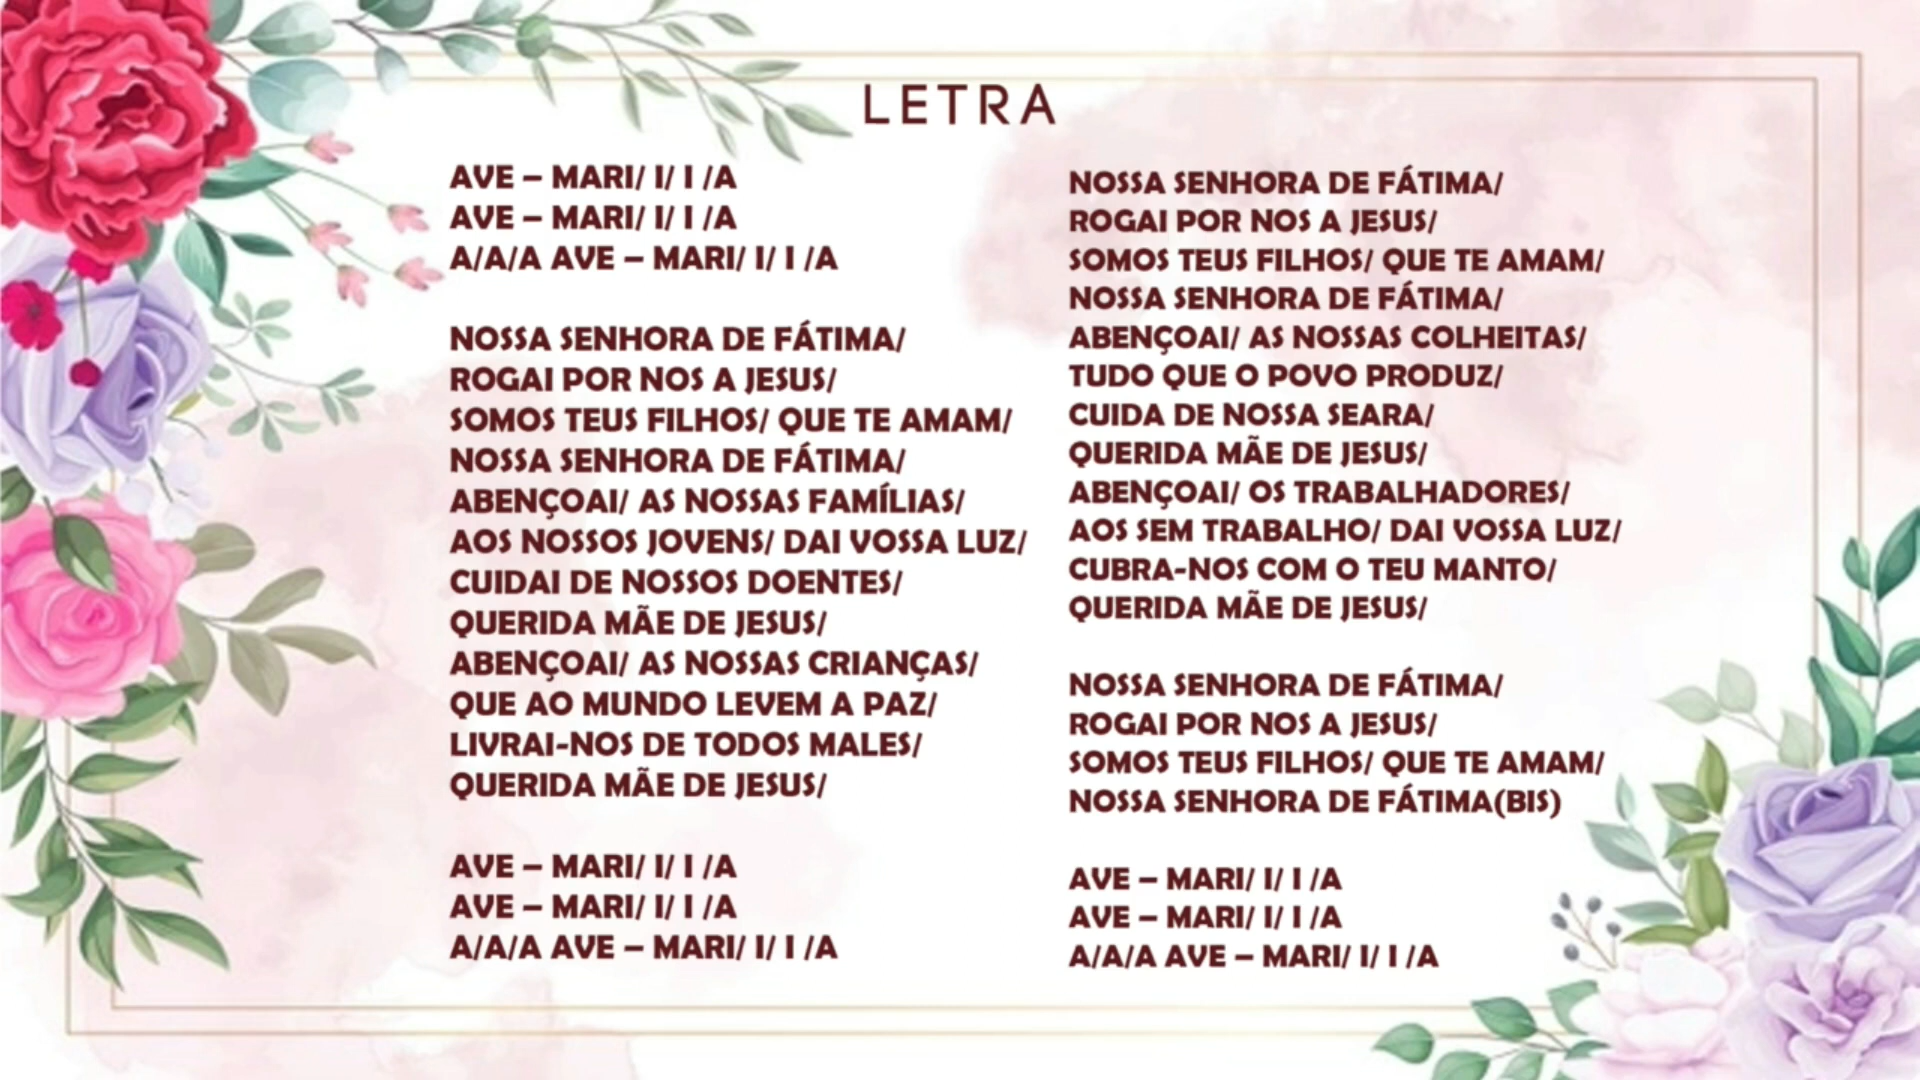 LETRA
AVE – MARI/ I/ I /A
AVE – MARI/ I/ I /A
A/A/A AVE – MARI/ I/ I /A
NOSSA SENHORA DE FÁTIMA/
ROGAI POR NOS A JESUS/
SOMOS TEUS FILHOS/ QUE TE AMAM/
NOSSA SENHORA DE FÁTIMA/
ABENÇOAI/ AS NOSSAS FAMÍLIAS/
AOS NOSSOS JOVENS/ DAI VOSSA LUZ/
CUIDAI DE NOSSOS DOENTES/
QUERIDA MÃE DE JESUS/
ABENÇOAI/ AS NOSSAS CRIANÇAS/
QUE AO MUNDO LEVEM A PAZ/
LIVRAI-NOS DE TODOS MALES/
QUERIDA MÃE DE JESUS/
AVE – MARI/ I/ I /A
AVE – MARI/ I/ I /A
A/A/A AVE – MARI/ I/ I /A
NOSSA SENHORA DE FÁTIMA/
ROGAI POR NOS A JESUS/
SOMOS TEUS FILHOS/ QUE TE AMAM/
NOSSA SENHORA DE FÁTIMA/
ABENÇOAI/ AS NOSSAS COLHEITAS/
TUDO QUE O POVO PRODUZ/
CUIDA DE NOSSA SEARA/
QUERIDA MÃE DE JESUS/
ABENÇOAI/ OS TRABALHADORES/
AOS SEM TRABALHO/ DAI VOSSA LUZ/
CUBRA-NOS COM O TEU MANTO/
QUERIDA MÃE DE JESUS/
NOSSA SENHORA DE FÁTIMA/
ROGAI POR NOS A JESUS/
SOMOS TEUS FILHOS/ QUE TE AMAM/
NOSSA SENHORA DE FÁTIMA(BIS)
AVE – MARI/ I/ I /A
AVE – MARI/ I/ I /A
A/A/A AVE – MARI/ I/ I /A